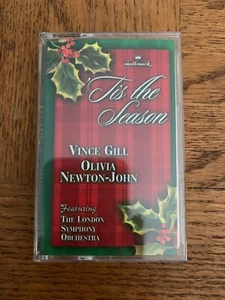 Hallmark
'Tis the
Season
VINCE GILL
OLIVIA
NEWTON-JOHN
Featuring
THE LONDON
SYMPHONY
ORCHESTRA